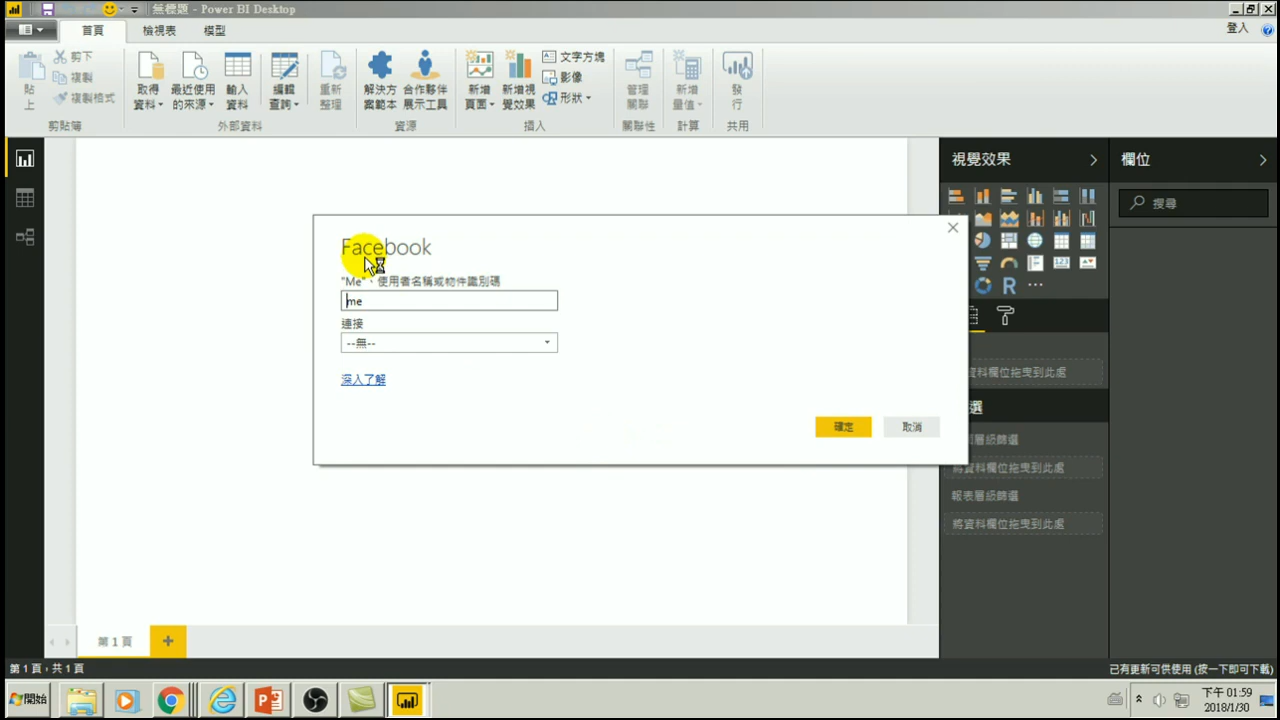 無標題 - Power BI Desktop
首頁 檢視表 模型 登入
剪下
複製
複製格式
貼上
取得資料
最近使用的來源
輸入資料
編輯查詢
重新整理
解決方案範本
合作夥伴展示工具
新增頁面
新增視覺效果
文字方塊
影像
形狀
管理關聯
新增量值
發行
剪貼簿 外部資料 資源 插入 關聯性 計算 共用
視覺效果 欄位
搜尋
Facebook
"Me"、使用者名稱或物件識別碼
me
連接
--無--
深入了解
確定 取消
資料欄位拖曳到此處
選
層級篩選
將資料欄位拖曳到此處
報表層級篩選
將資料欄位拖曳到此處
第 1 頁
第 1 頁，共 1 頁 已有更新可供使用 (按一下即可下載)
開始 下午 01:59
2018/1/30